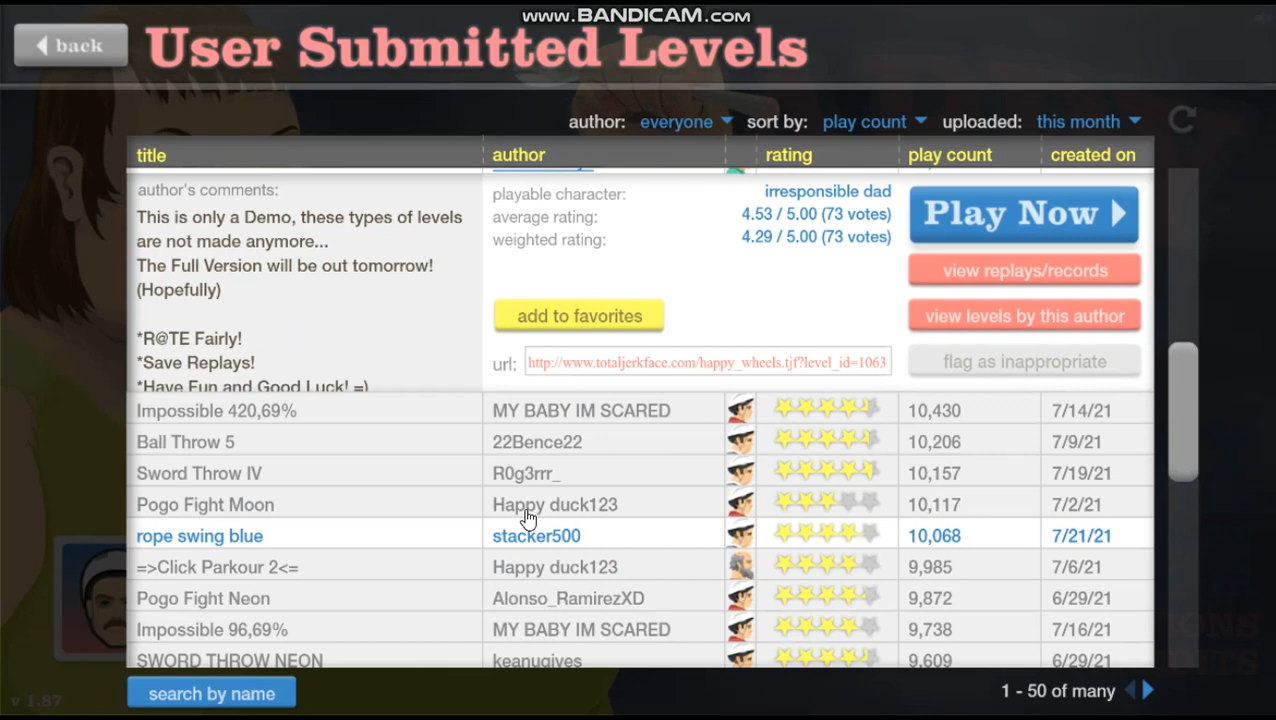 www.BANDICAM.com
back
User Submitted Levels
author: everyone sort by: play count uploaded: this month
title author rating play count created on
author's comments:
This is only a Demo, these types of levels
are not made anymore...
The Full Version will be out tomorrow!
(Hopefully)
*R@TE Fairly!
*Save Replays!
*Have Fun and Good Luck! =)
playable character: irresponsible dad
average rating: 4.53 / 5.00 (73 votes)
weighted rating: 4.29 / 5.00 (73 votes)
add to favorites
url: http://www.totaljerkface.com/happy_wheels.tjf?level_id=1063
Play Now
view replays/records
view levels by this author
flag as inappropriate
Impossible 420,69% MY BABY IM SCARED 10,430 7/14/21
Ball Throw 5 22Bence22 10,206 7/9/21
Sword Throw IV R0g3rrr_ 10,157 7/19/21
Pogo Fight Moon Happy duck123 10,117 7/2/21
rope swing blue stacker500 10,068 7/21/21
=>Click Parkour 2<= Happy duck123 9,985 7/6/21
Pogo Fight Neon Alonso_RamirezXD 9,872 6/29/21
Impossible 96,69% MY BABY IM SCARED 9,738 7/16/21
SWORD THROW NEON keanugives 9,609 6/29/21
search by name
1 - 50 of many
v 1.87